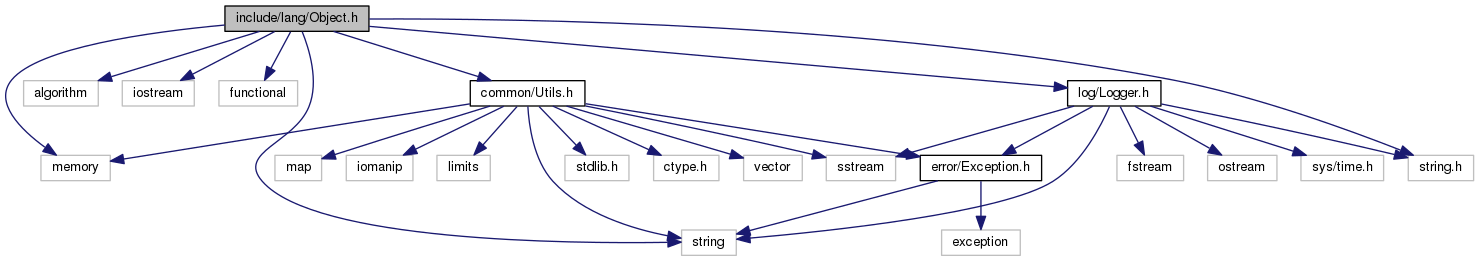 include/lang/Object.h
algorithm
iostream
functional
common/Utils.h
log/Logger.h
memory
map
iomanip
limits
stdlib.h
ctype.h
vector
sstream
error/Exception.h
fstream
ostream
sys/time.h
string.h
string
exception